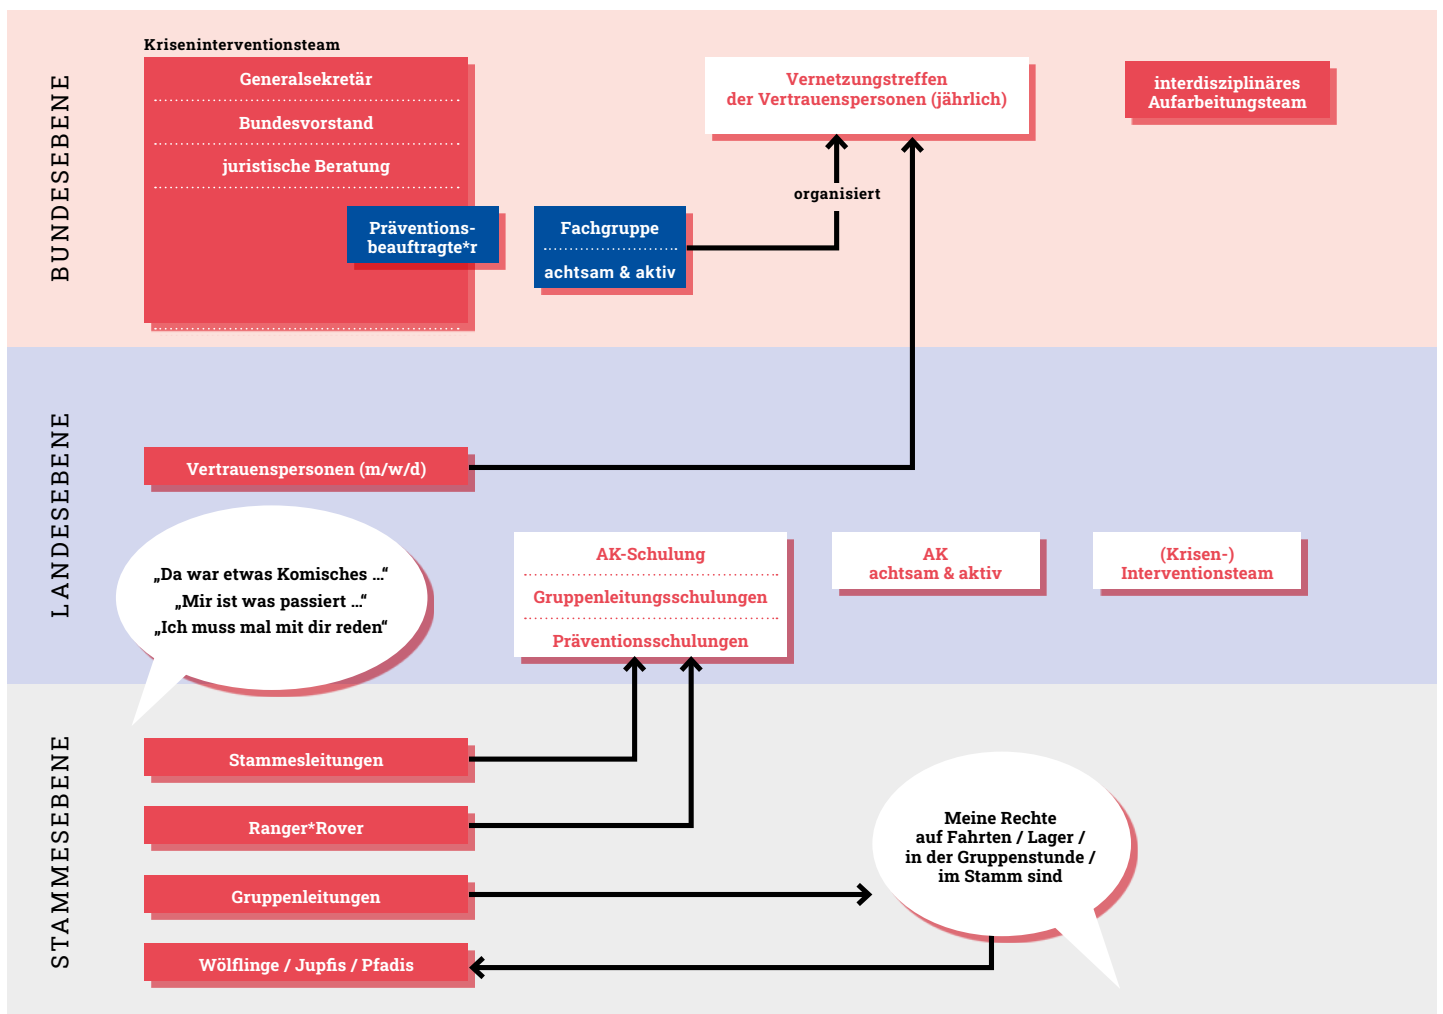 BUNDESEBENE
Kriseninterventionsteam
Generalsekretär
Bundesvorstand
juristische Beratung
Präventions-
beauftragte*r
Fachgruppe
achtsam & aktiv
Vernetzungstreffen
der Vertrauenspersonen (jährlich)
organisiert
interdisziplinäres
Aufarbeitungsteam
LANDESEBENE
Vertrauenspersonen (m/w/d)
„Da war etwas Komisches …“
„Mir ist was passiert …“
„Ich muss mal mit dir reden“
AK-Schulung
Gruppenleitungsschulungen
Präventionsschulungen
AK
achtsam & aktiv
(Krisen-)
Interventionsteam
STAMMESEBENE
Stammesleitungen
Ranger*Rover
Gruppenleitungen
Wölflinge / Jupfis / Pfadis
Meine Rechte
auf Fahrten / Lager /
in der Gruppenstunde /
im Stamm sind